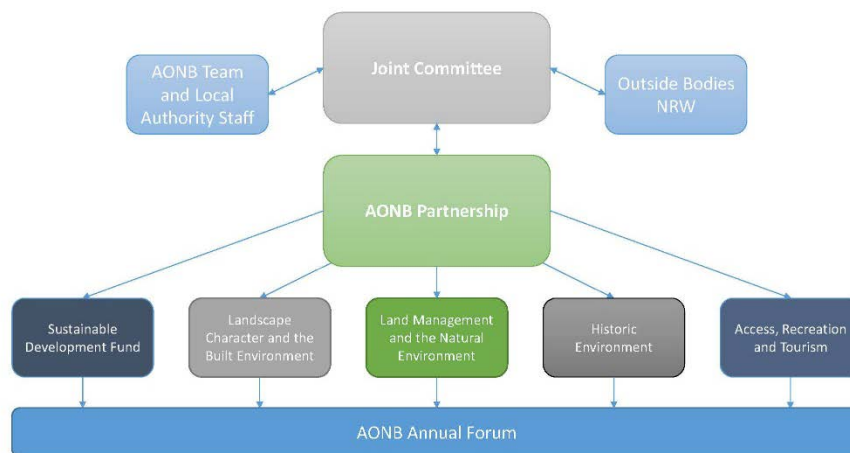 Joint Committee
AONB Team
and Local
Authority Staff
Outside Bodies
NRW
AONB Partnership
Sustainable
Development Fund
Landscape
Character and the
Built Environment
Land Management
and the Natural
Environment
Historic
Environment
Access, Recreation
and Tourism
AONB Annual Forum